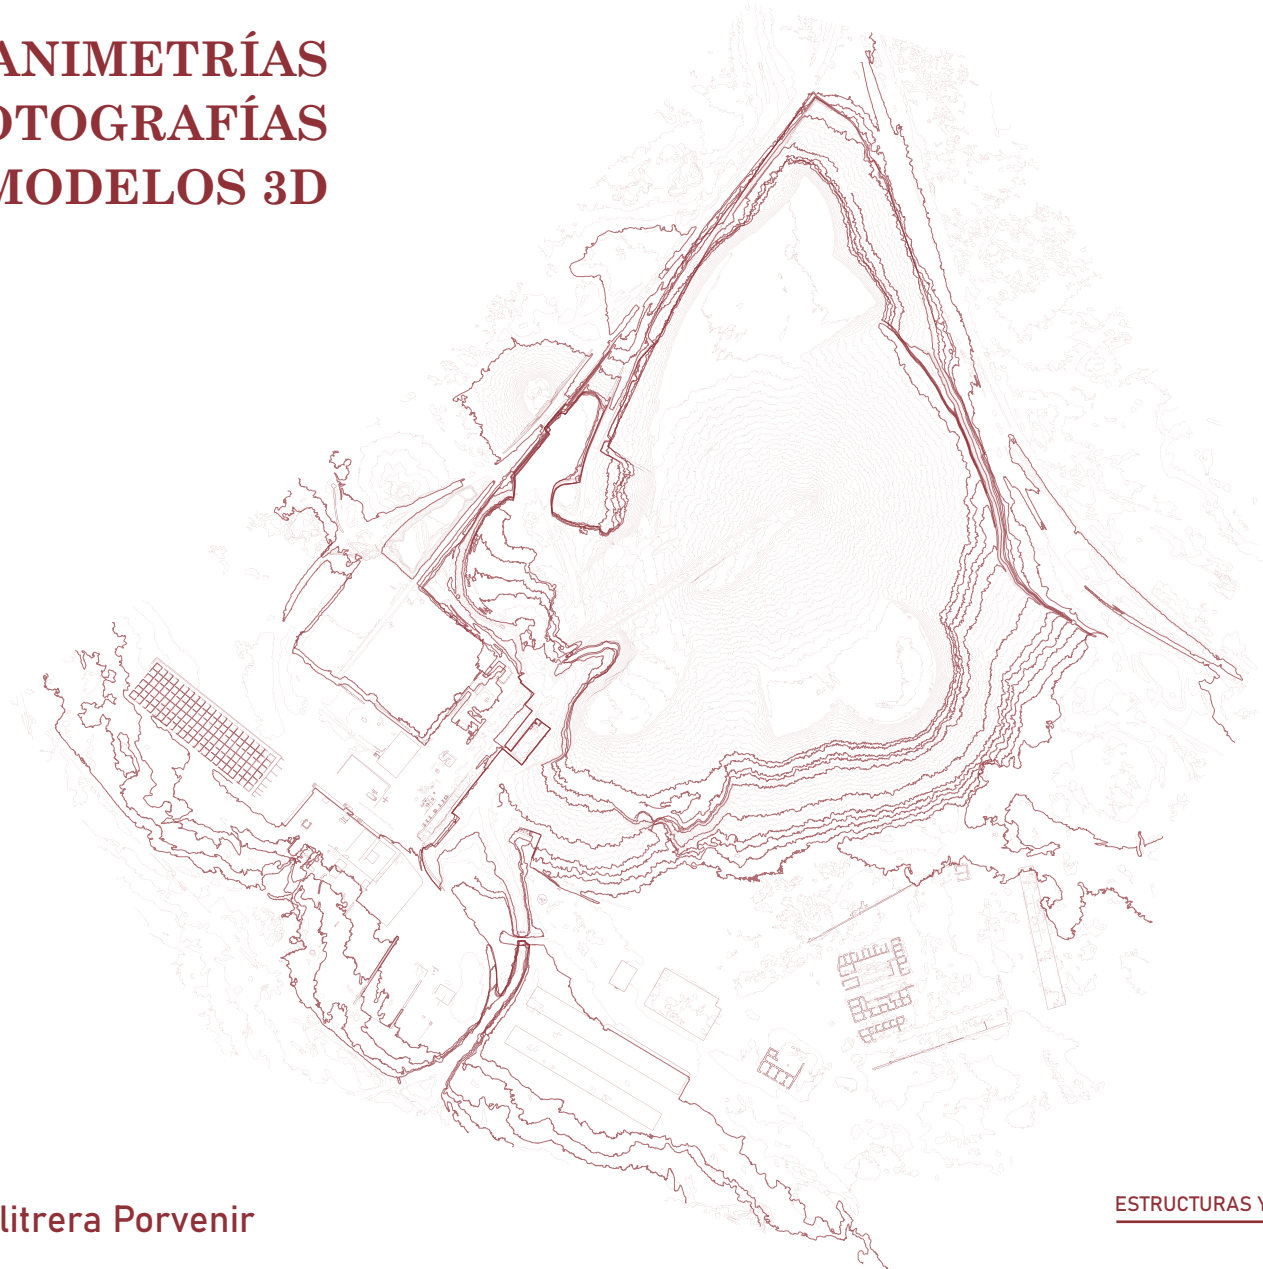 ANIMETRÍAS
OTOGRAFÍAS
MODELOS 3D
litrera Porvenir
ESTRUCTURAS Y